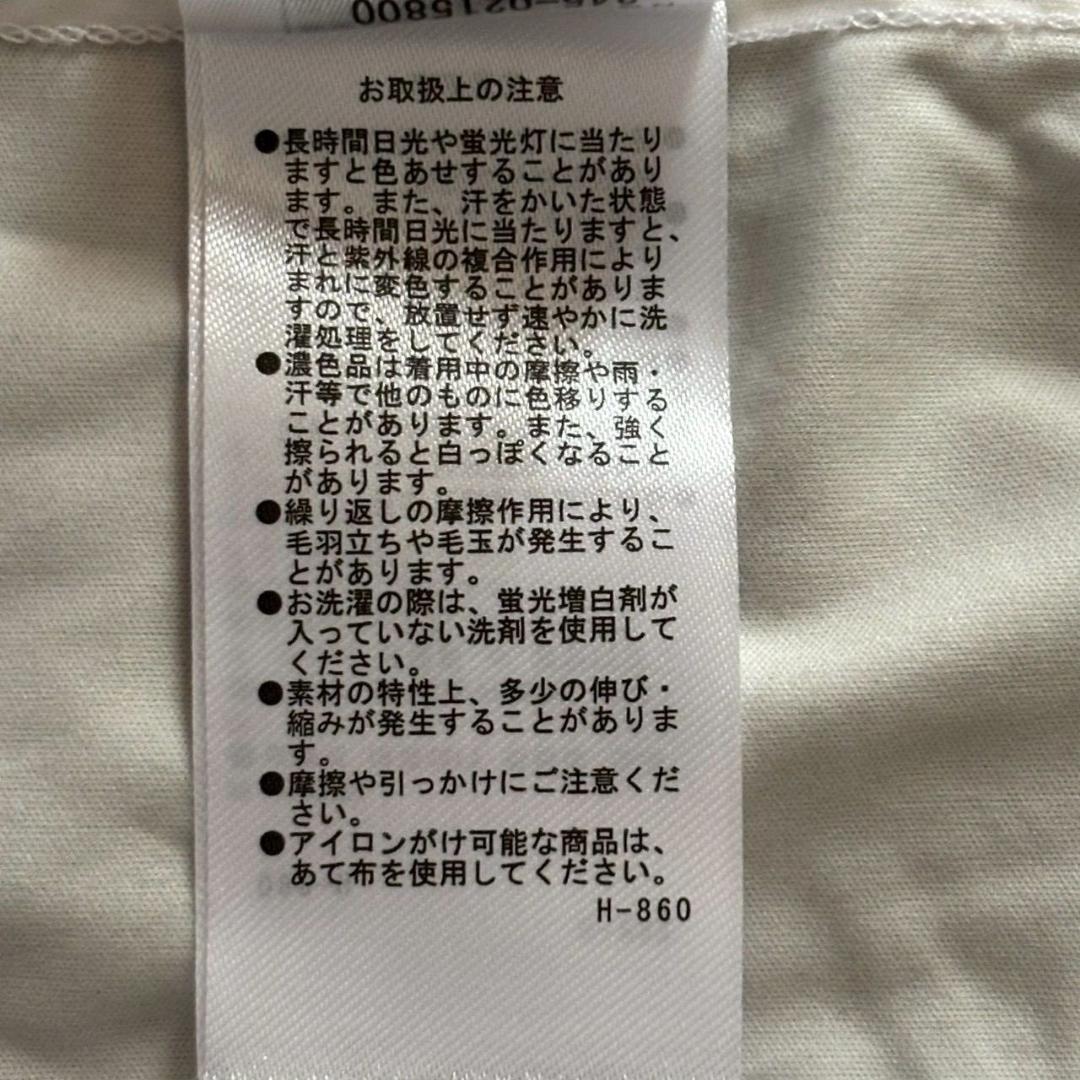 0215800
お取扱上の注意
●長時間日光や蛍光灯に当たり
ますと色あせすることがあり
ます。また、汗をかいた状態
で長時間日光に当たりますと、
汗と紫外線の複合作用により
まれに変色することがありま
すので、放置せず速やかに洗
濯処理をしてください。
●濃色品は着用中の摩擦や雨・
汗等で他のものに色移りする
ことがあります。また、強く
擦られると白っぽくなること
があります。
●繰り返しの摩擦作用により、
毛羽立ちや毛玉が発生するこ
とがあります。
●お洗濯の際は、蛍光増白剤が
入っていない洗剤を使用して
ください。
●素材の特性上、多少の伸び・
縮みが発生することがありま
す。
●摩擦や引っかけにご注意くだ
さい。
●アイロンがけ可能な商品は、
あて布を使用してください。
H-860